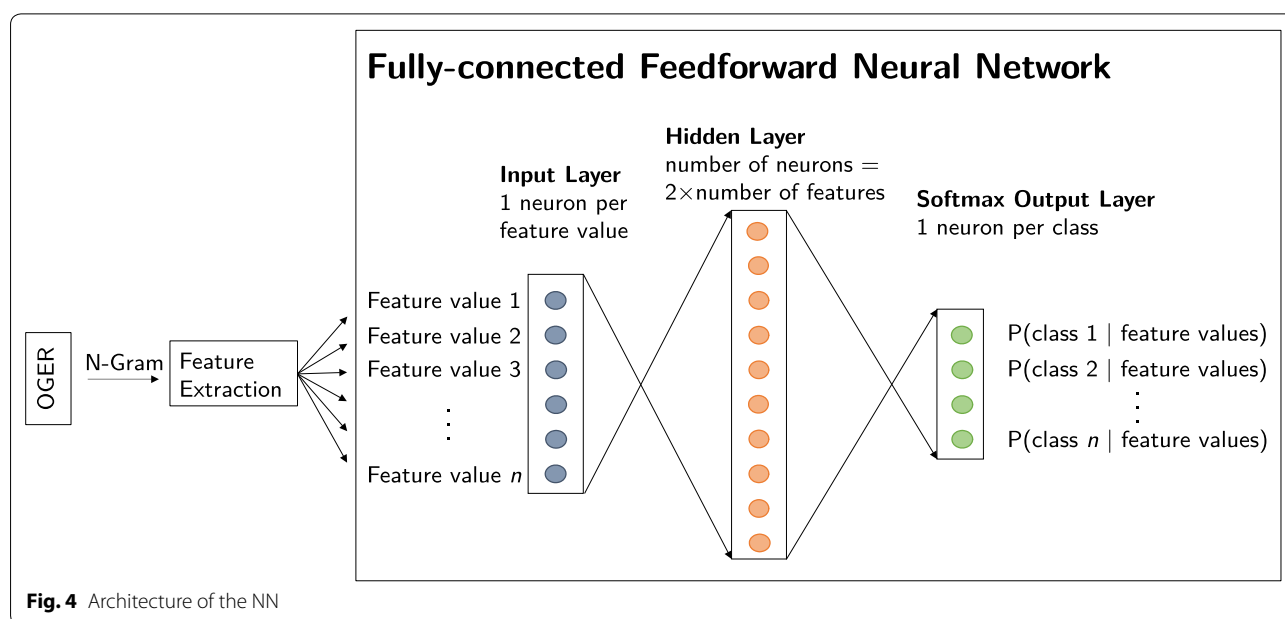 Fully-connected Feedforward Neural Network
Hidden Layer
number of neurons =
2×number of features
Input Layer
1 neuron per
feature value
Softmax Output Layer
1 neuron per class
OGER
N-Gram
Feature
Extraction
Feature value 1
Feature value 2
Feature value 3
⋮
Feature value n
P(class 1 | feature values)
P(class 2 | feature values)
⋮
P(class n | feature values)
Fig. 4 Architecture of the NN